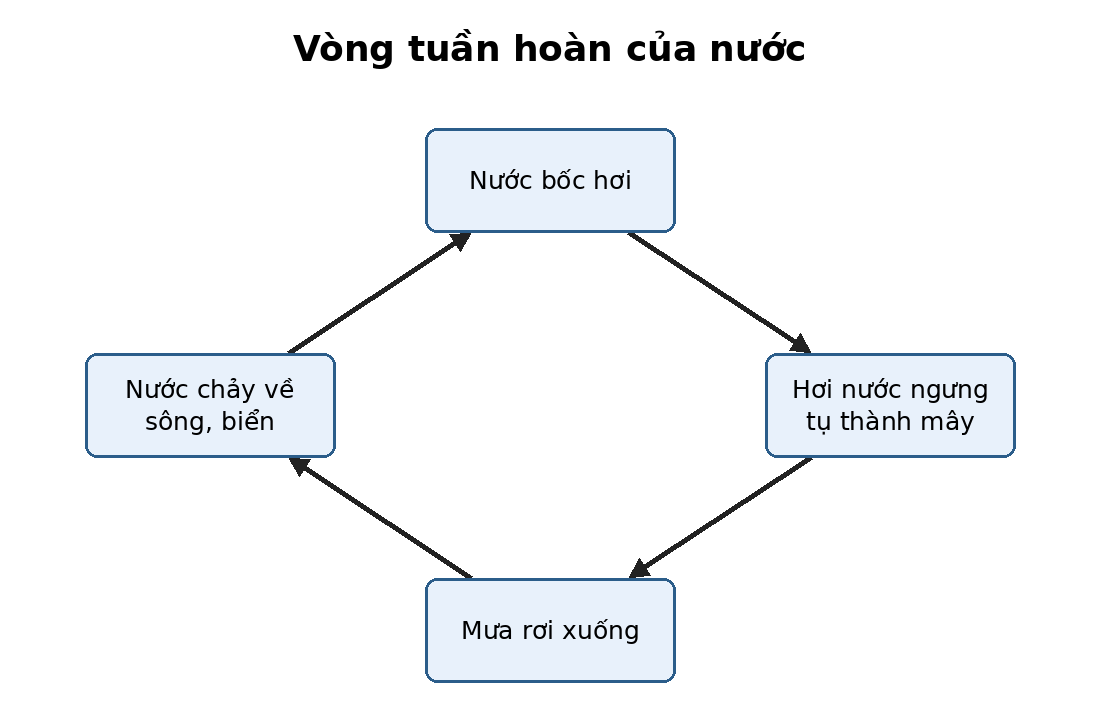 Vòng tuần hoàn của nước
Nước bốc hơi
Nước chảy về
sông, biển
Hơi nước ngưng
tụ thành mây
Mưa rơi xuống